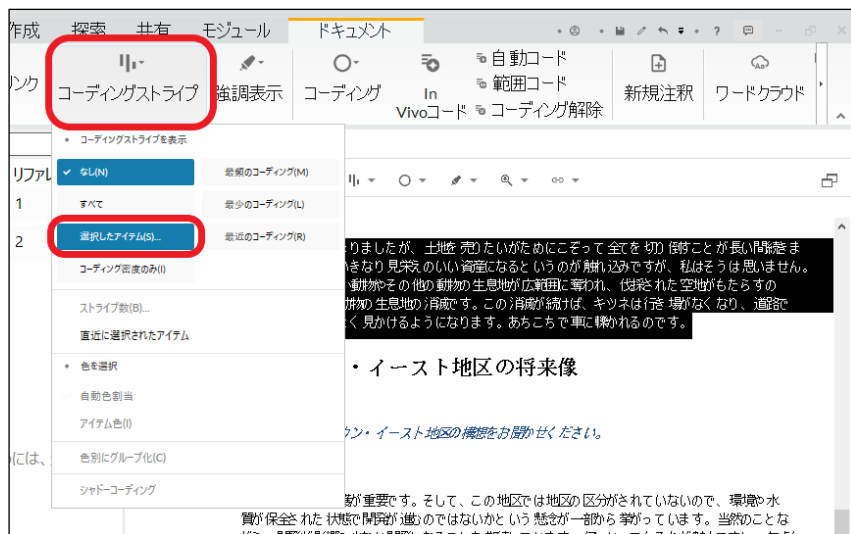 作成 探索 共有 モジュール ドキュメント
リンク コーディングストライプ 強調表示 コーディング In Vivoコード 自動コード 範囲コード コーディング解除 新規注釈 ワードクラウド
コーディングストライプを表示
リファレ
なし(N) 最頻のコーディング(M)
1 すべて 最少のコーディング(L)
2 選択したアイテム(S)... 最近のコーディング(R)
コーディング密度のみ(I)
ストライプ数(B)...
直近に選択されたアイテム
色を選択
自動色割当
アイテム色(I)
色別にグループ化(C)
シャドーコーディング
りましたが、土地を売りたいがためにこぞって全てを切り倒すことが長い間続きま
いきなり見栄えのいい資産になるというのが触れ込みですが、私はそうは思いません。
動物やその他の動物の生息地が広範囲に奪われ、伐採された空地がもたらすの
物の生息地の消滅です。この消滅が続けば、キツネは行き場がなくなり、道路で
く見かけるようになります。あちこちで車に轢かれるのです。
・イースト地区の将来像
ウン・イースト地区の構想をお聞かせください。
が重要です。そして、この地区では地区の区分がされていないので、環境や水
質が保全された状態で開発が進むのではないかという懸念が一部から挙がっています。当然のことな
には、